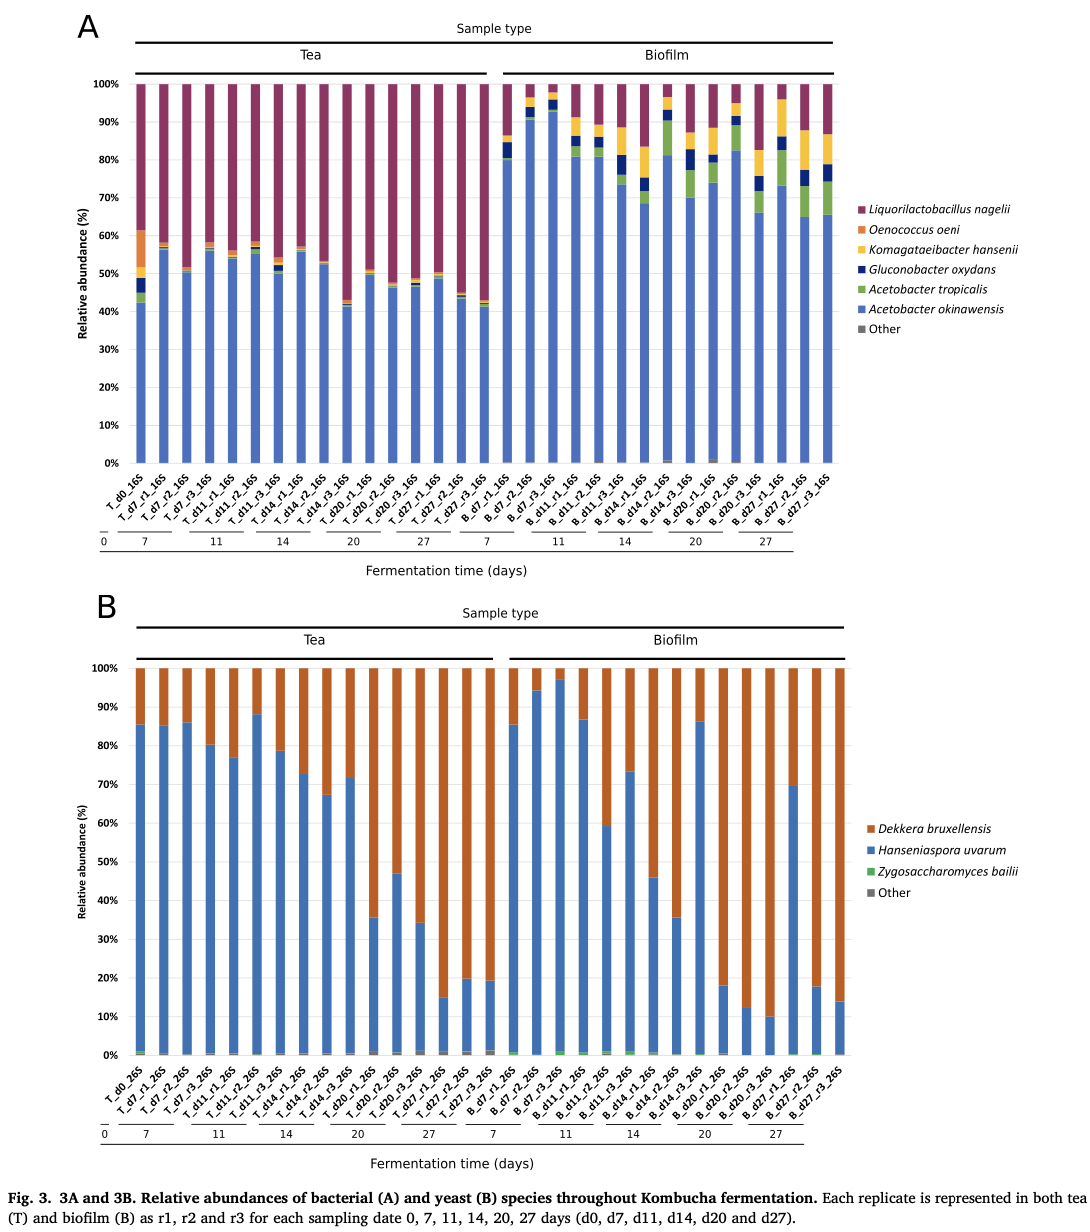 A
Sample type
Tea
Biofilm
100%
90%
80%
70%
60%
50%
40%
30%
20%
10%
0%
Relative abundance (%)
Liquorilactobacillus nagelii
Oenococcus oeni
Komagataeibacter hansenii
Gluconobacter oxydans
Acetobacter tropicalis
Acetobacter okinawensis
Other
T_d0_16S
T_d7_r1_16S
T_d7_r2_16S
T_d7_r3_16S
T_d11_r1_16S
T_d11_r2_16S
T_d11_r3_16S
T_d14_r1_16S
T_d14_r2_16S
T_d14_r3_16S
T_d20_r1_16S
T_d20_r2_16S
T_d20_r3_16S
T_d27_r1_16S
T_d27_r2_16S
T_d27_r3_16S
B_d7_r1_16S
B_d7_r2_16S
B_d7_r3_16S
B_d11_r1_16S
B_d11_r2_16S
B_d11_r3_16S
B_d14_r1_16S
B_d14_r2_16S
B_d14_r3_16S
B_d20_r1_16S
B_d20_r2_16S
B_d20_r3_16S
B_d27_r1_16S
B_d27_r2_16S
B_d27_r3_16S
0 7 11 14 20 27 7 11 14 20 27
Fermentation time (days)
B
Sample type
Tea
Biofilm
100%
90%
80%
70%
60%
50%
40%
30%
20%
10%
0%
Relative abundance (%)
Dekkera bruxellensis
Hanseniaspora uvarum
Zygosaccharomyces bailii
Other
T_d0_26S
T_d7_r1_26S
T_d7_r2_26S
T_d7_r3_26S
T_d11_r1_26S
T_d11_r2_26S
T_d11_r3_26S
T_d14_r1_26S
T_d14_r2_26S
T_d14_r3_26S
T_d20_r1_26S
T_d20_r2_26S
T_d20_r3_26S
T_d27_r1_26S
T_d27_r2_26S
T_d27_r3_26S
B_d7_r1_26S
B_d7_r2_26S
B_d7_r3_26S
B_d11_r1_26S
B_d11_r2_26S
B_d11_r3_26S
B_d14_r1_26S
B_d14_r2_26S
B_d14_r3_26S
B_d20_r1_26S
B_d20_r2_26S
B_d20_r3_26S
B_d27_r1_26S
B_d27_r2_26S
B_d27_r3_26S
0 7 11 14 20 27 7 11 14 20 27
Fermentation time (days)
Fig. 3. 3A and 3B. Relative abundances of bacterial (A) and yeast (B) species throughout Kombucha fermentation. Each replicate is represented in both tea
(T) and biofilm (B) as r1, r2 and r3 for each sampling date 0, 7, 11, 14, 20, 27 days (d0, d7, d11, d14, d20 and d27).